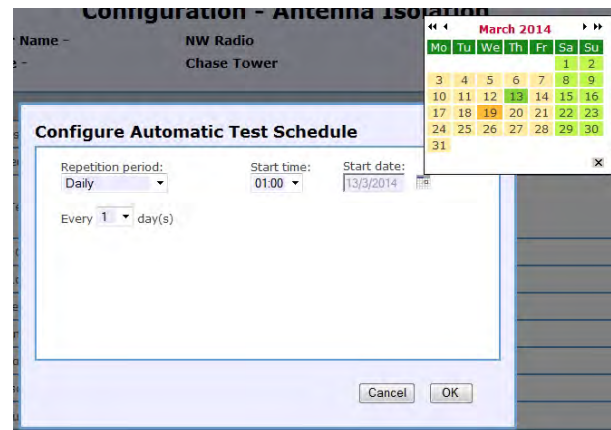 Configuration - Antenna Isolation
Name - NW Radio
- Chase Tower
March 2014
Mo Tu We Th Fr Sa Su
1 2
3 4 5 6 7 8 9
10 11 12 13 14 15 16
17 18 19 20 21 22 23
24 25 26 27 28 29 30
31
x
Configure Automatic Test Schedule
Repetition period: Start time: Start date:
Daily 01:00 13/3/2014
Every 1 day(s)
Cancel OK